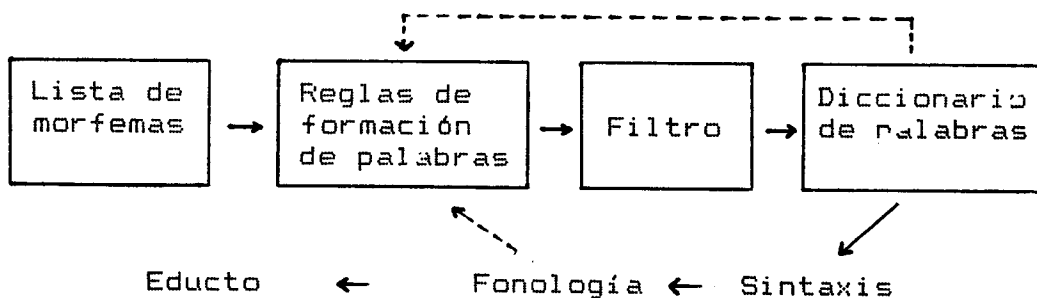 Lista de
morfemas
Reglas de
formación
de palabras
Filtro
Diccionario
de palabras
Educto
Fonología
Sintaxis